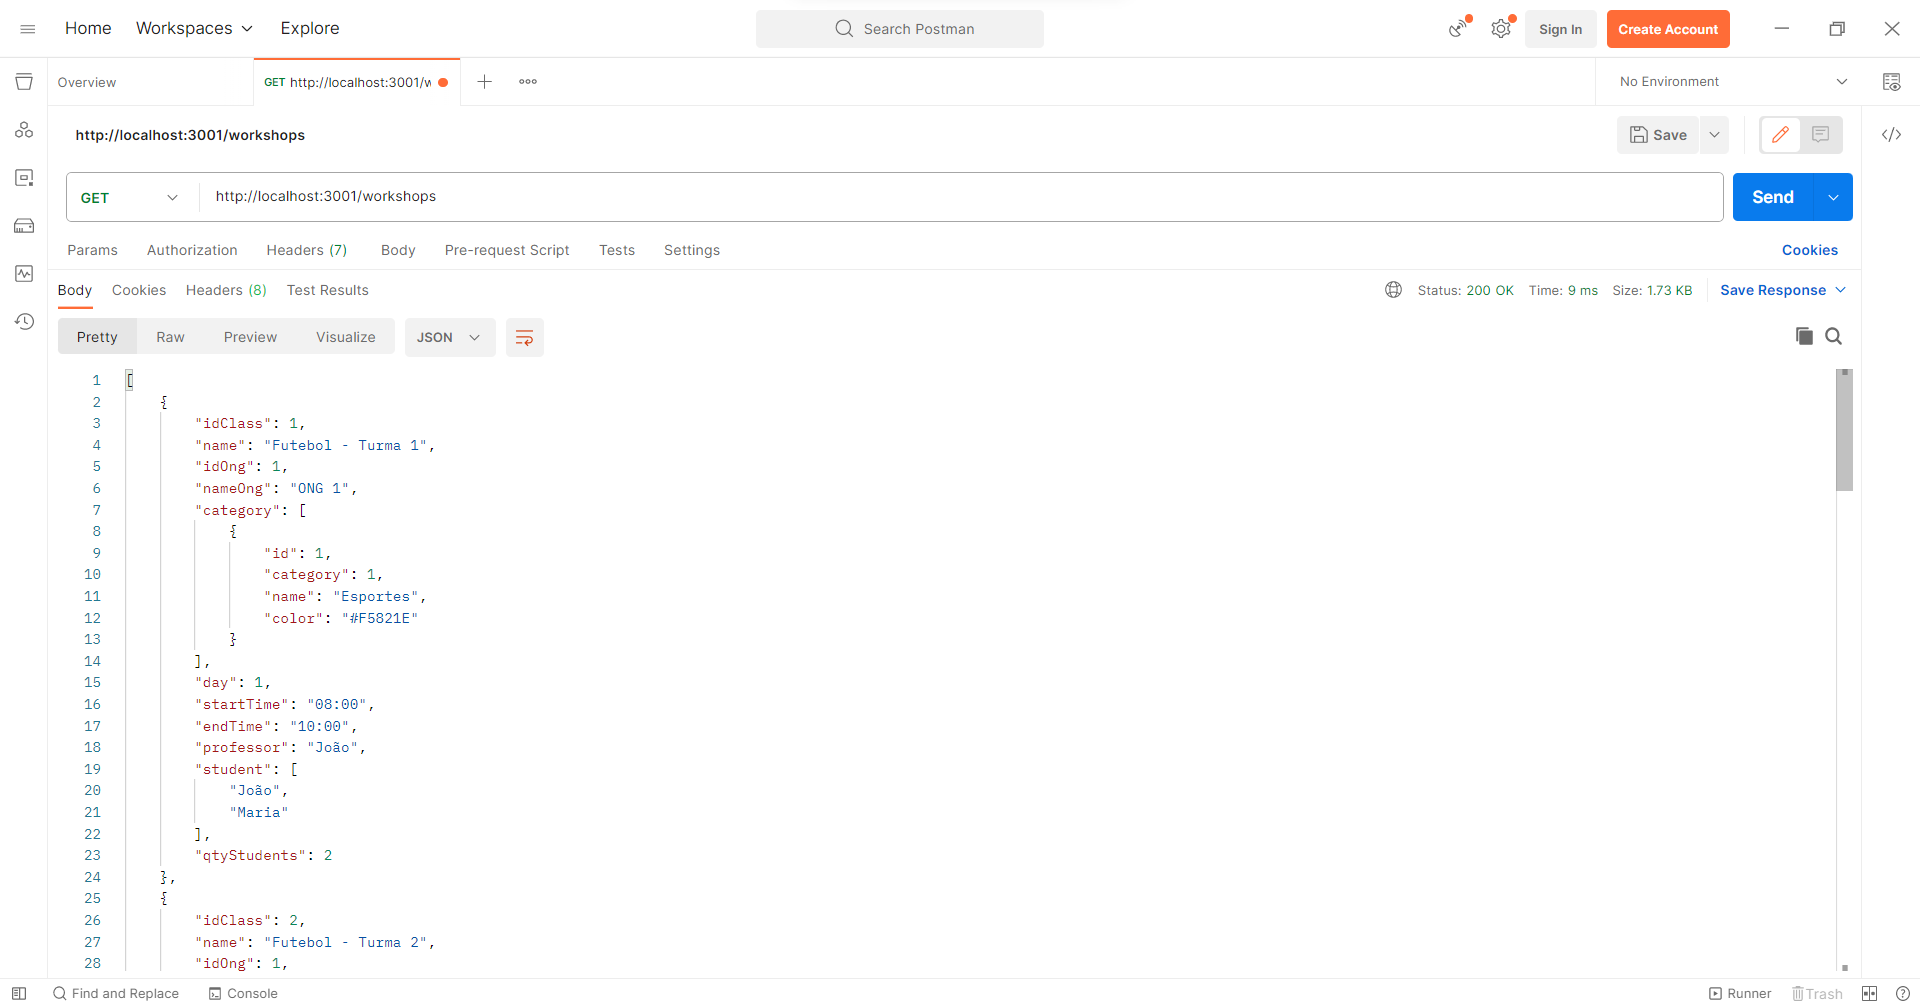 Home Workspaces Explore Search Postman Sign In Create Account
Overview GET http://localhost:3001/w No Environment
http://localhost:3001/workshops Save
GET http://localhost:3001/workshops Send
Params Authorization Headers (7) Body Pre-request Script Tests Settings Cookies
Body Cookies Headers (8) Test Results Status: 200 OK Time: 9 ms Size: 1.73 KB Save Response
Pretty Raw Preview Visualize JSON
1 [
2 {
3 "idClass": 1,
4 "name": "Futebol - Turma 1",
5 "idOng": 1,
6 "nameOng": "ONG 1",
7 "category": [
8 {
9 "id": 1,
10 "category": 1,
11 "name": "Esportes",
12 "color": "#F5821E"
13 }
14 ],
15 "day": 1,
16 "startTime": "08:00",
17 "endTime": "10:00",
18 "professor": "João",
19 "student": [
20 "João",
21 "Maria"
22 ],
23 "qtyStudents": 2
24 },
25 {
26 "idClass": 2,
27 "name": "Futebol - Turma 2",
28 "idOng": 1,
Find and Replace Console Runner Trash